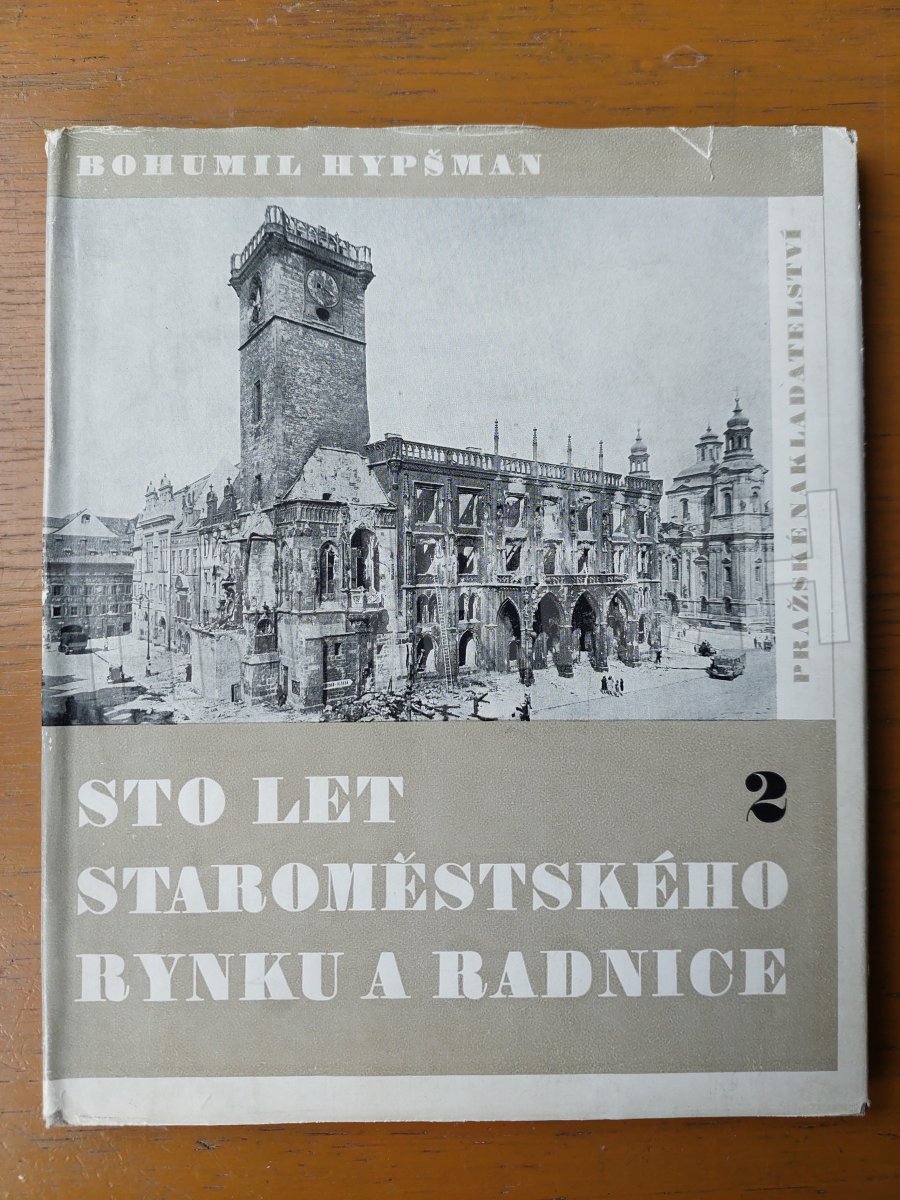 BOHUMIL HYPŠMAN
PRAŽSKÉ NAKLADATELSTVÍ
STO LET
2
STAROMĚSTSKÉHO
RYNKU A RADNICE